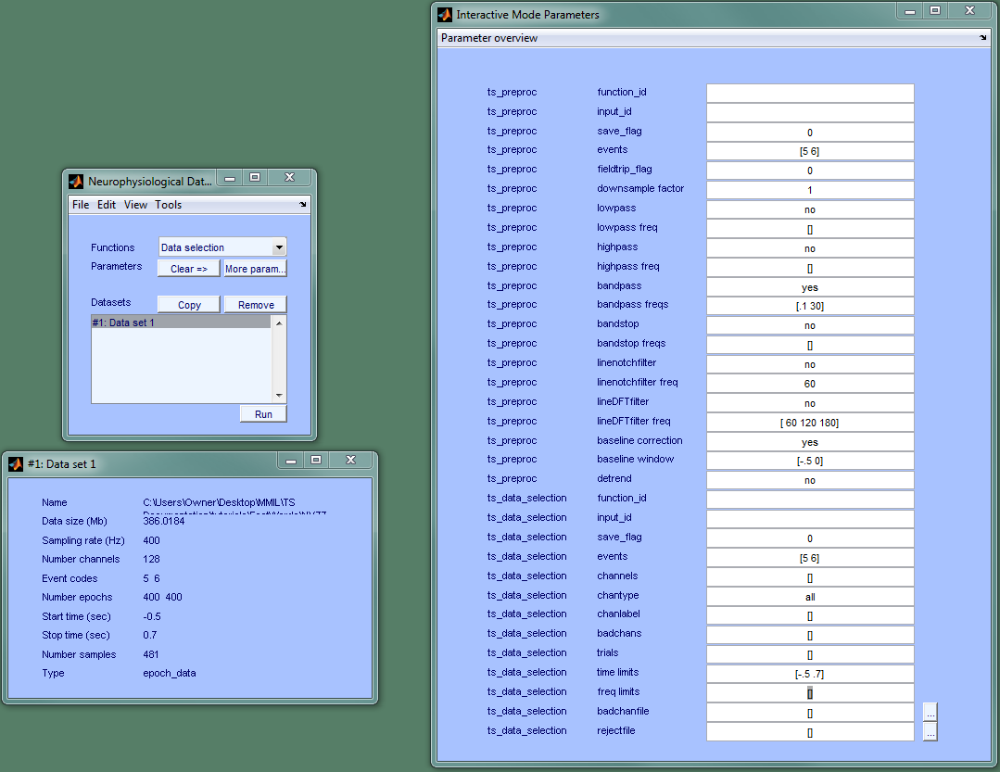 Neurophysiological Dat...
File Edit View Tools
Functions Data selection
Parameters Clear => More param...
Datasets Copy Remove
#1: Data set 1
Run
#1: Data set 1
Name C:\Users\Owner\Desktop\MMIL\TS
Data size (Mb) 386.0184
Sampling rate (Hz) 400
Number channels 128
Event codes 5 6
Number epochs 400 400
Start time (sec) -0.5
Stop time (sec) 0.7
Number samples 481
Type epoch_data
Interactive Mode Parameters
Parameter overview
ts_preproc function_id
ts_preproc input_id
ts_preproc save_flag 0
ts_preproc events [5 6]
ts_preproc fieldtrip_flag 0
ts_preproc downsample factor 1
ts_preproc lowpass no
ts_preproc lowpass freq []
ts_preproc highpass no
ts_preproc highpass freq []
ts_preproc bandpass yes
ts_preproc bandpass freqs [.1 30]
ts_preproc bandstop no
ts_preproc bandstop freqs []
ts_preproc linenotchfilter no
ts_preproc linenotchfilter freq 60
ts_preproc lineDFTfilter no
ts_preproc lineDFTfilter freq [ 60 120 180]
ts_preproc baseline correction yes
ts_preproc baseline window [-.5 0]
ts_preproc detrend no
ts_data_selection function_id
ts_data_selection input_id
ts_data_selection save_flag 0
ts_data_selection events [5 6]
ts_data_selection channels []
ts_data_selection chantype all
ts_data_selection chanlabel []
ts_data_selection badchans []
ts_data_selection trials []
ts_data_selection time limits [-.5 .7]
ts_data_selection freq limits []
ts_data_selection badchanfile [] ...
ts_data_selection rejectfile [] ...